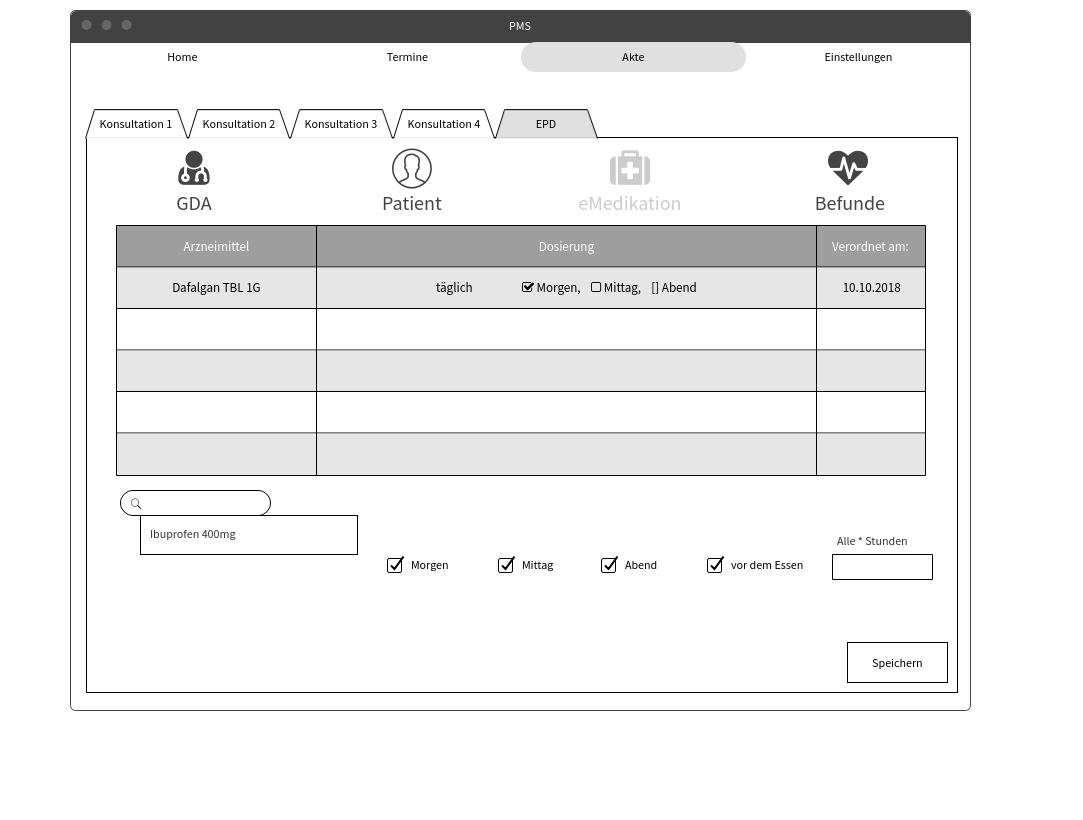 PMS
Home Termine Akte Einstellungen
Konsultation 1 Konsultation 2 Konsultation 3 Konsultation 4 EPD
GDA Patient eMedikation Befunde
Arzneimittel Dosierung Verordnet am:
Dafalgan TBL 1G täglich Morgen, Mittag, [] Abend 10.10.2018
Ibuprofen 400mg
Alle * Stunden
Morgen Mittag Abend vor dem Essen
Speichern